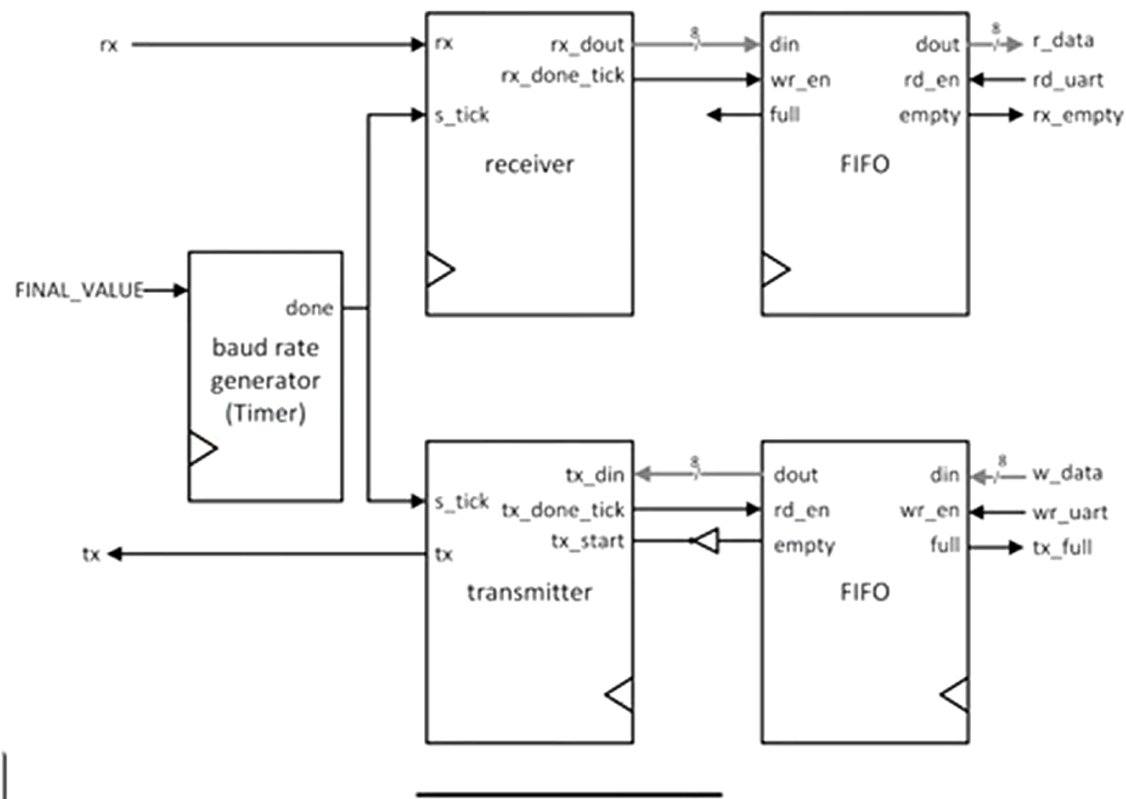 rx
rx
rx_dout
8
din
dout
8
r_data
rx_done_tick
wr_en
rd_en
rd_uart
s_tick
full
empty
rx_empty
receiver
FIFO
FINAL_VALUE
done
baud rate
generator
(Timer)
tx_din
8
dout
din
8
w_data
s_tick
tx_done_tick
rd_en
wr_en
wr_uart
tx
tx
tx_start
empty
full
tx_full
transmitter
FIFO